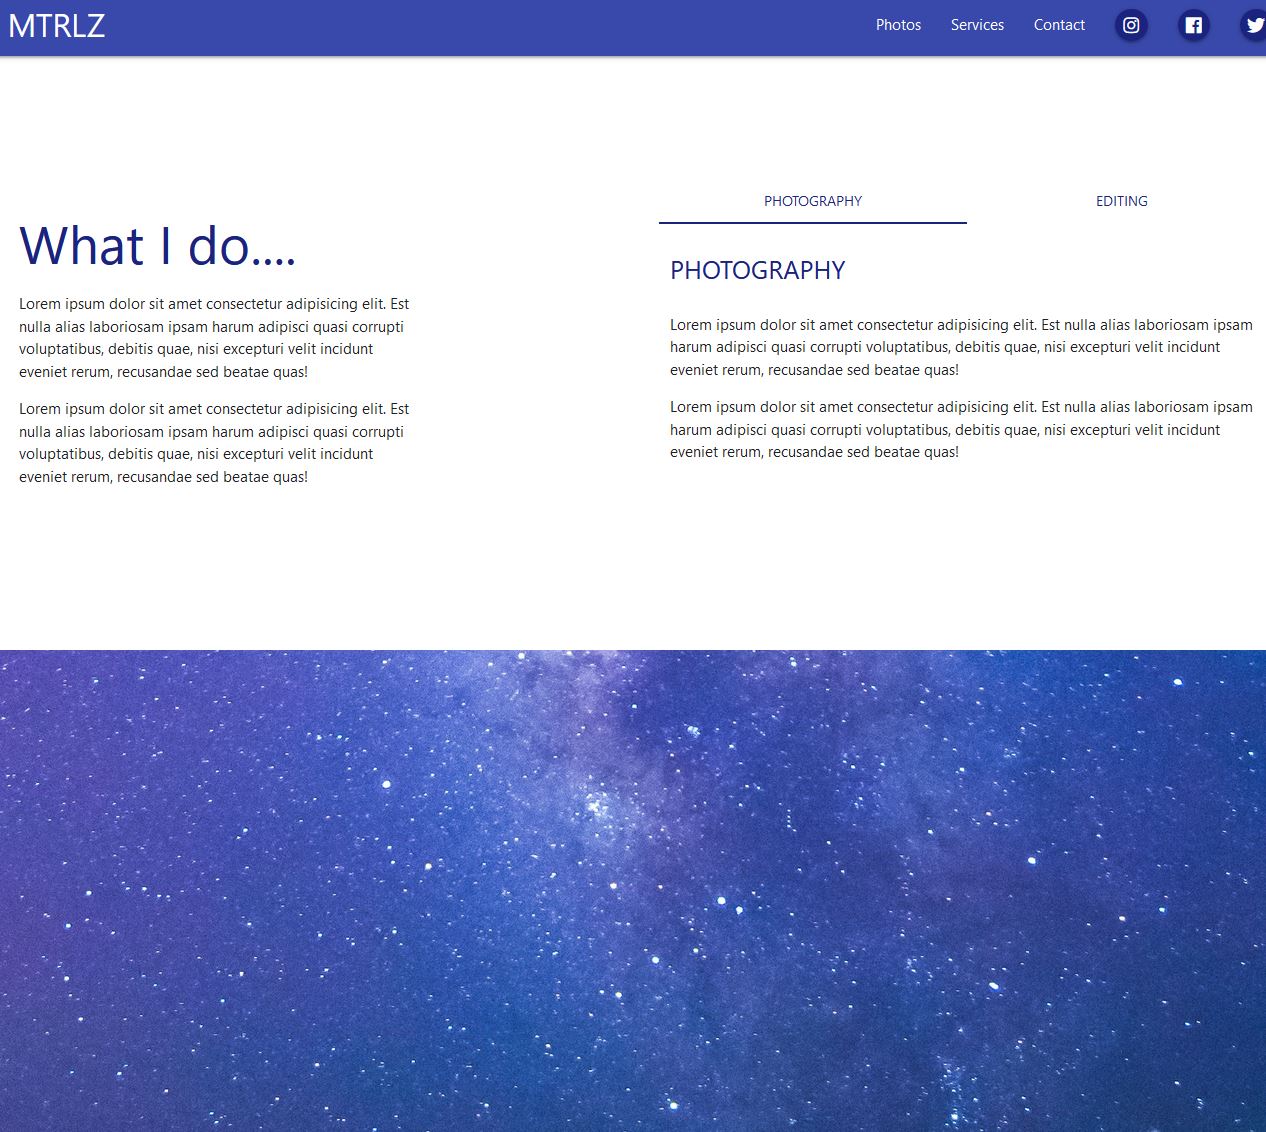 MTRLZ
Photos Services Contact
What I do....
Lorem ipsum dolor sit amet consectetur adipisicing elit. Est
nulla alias laboriosam ipsam harum adipisci quasi corrupti
voluptatibus, debitis quae, nisi excepturi velit incidunt
eveniet rerum, recusandae sed beatae quas!
Lorem ipsum dolor sit amet consectetur adipisicing elit. Est
nulla alias laboriosam ipsam harum adipisci quasi corrupti
voluptatibus, debitis quae, nisi excepturi velit incidunt
eveniet rerum, recusandae sed beatae quas!
PHOTOGRAPHY EDITING
PHOTOGRAPHY
Lorem ipsum dolor sit amet consectetur adipisicing elit. Est nulla alias laboriosam ipsam
harum adipisci quasi corrupti voluptatibus, debitis quae, nisi excepturi velit incidunt
eveniet rerum, recusandae sed beatae quas!
Lorem ipsum dolor sit amet consectetur adipisicing elit. Est nulla alias laboriosam ipsam
harum adipisci quasi corrupti voluptatibus, debitis quae, nisi excepturi velit incidunt
eveniet rerum, recusandae sed beatae quas!